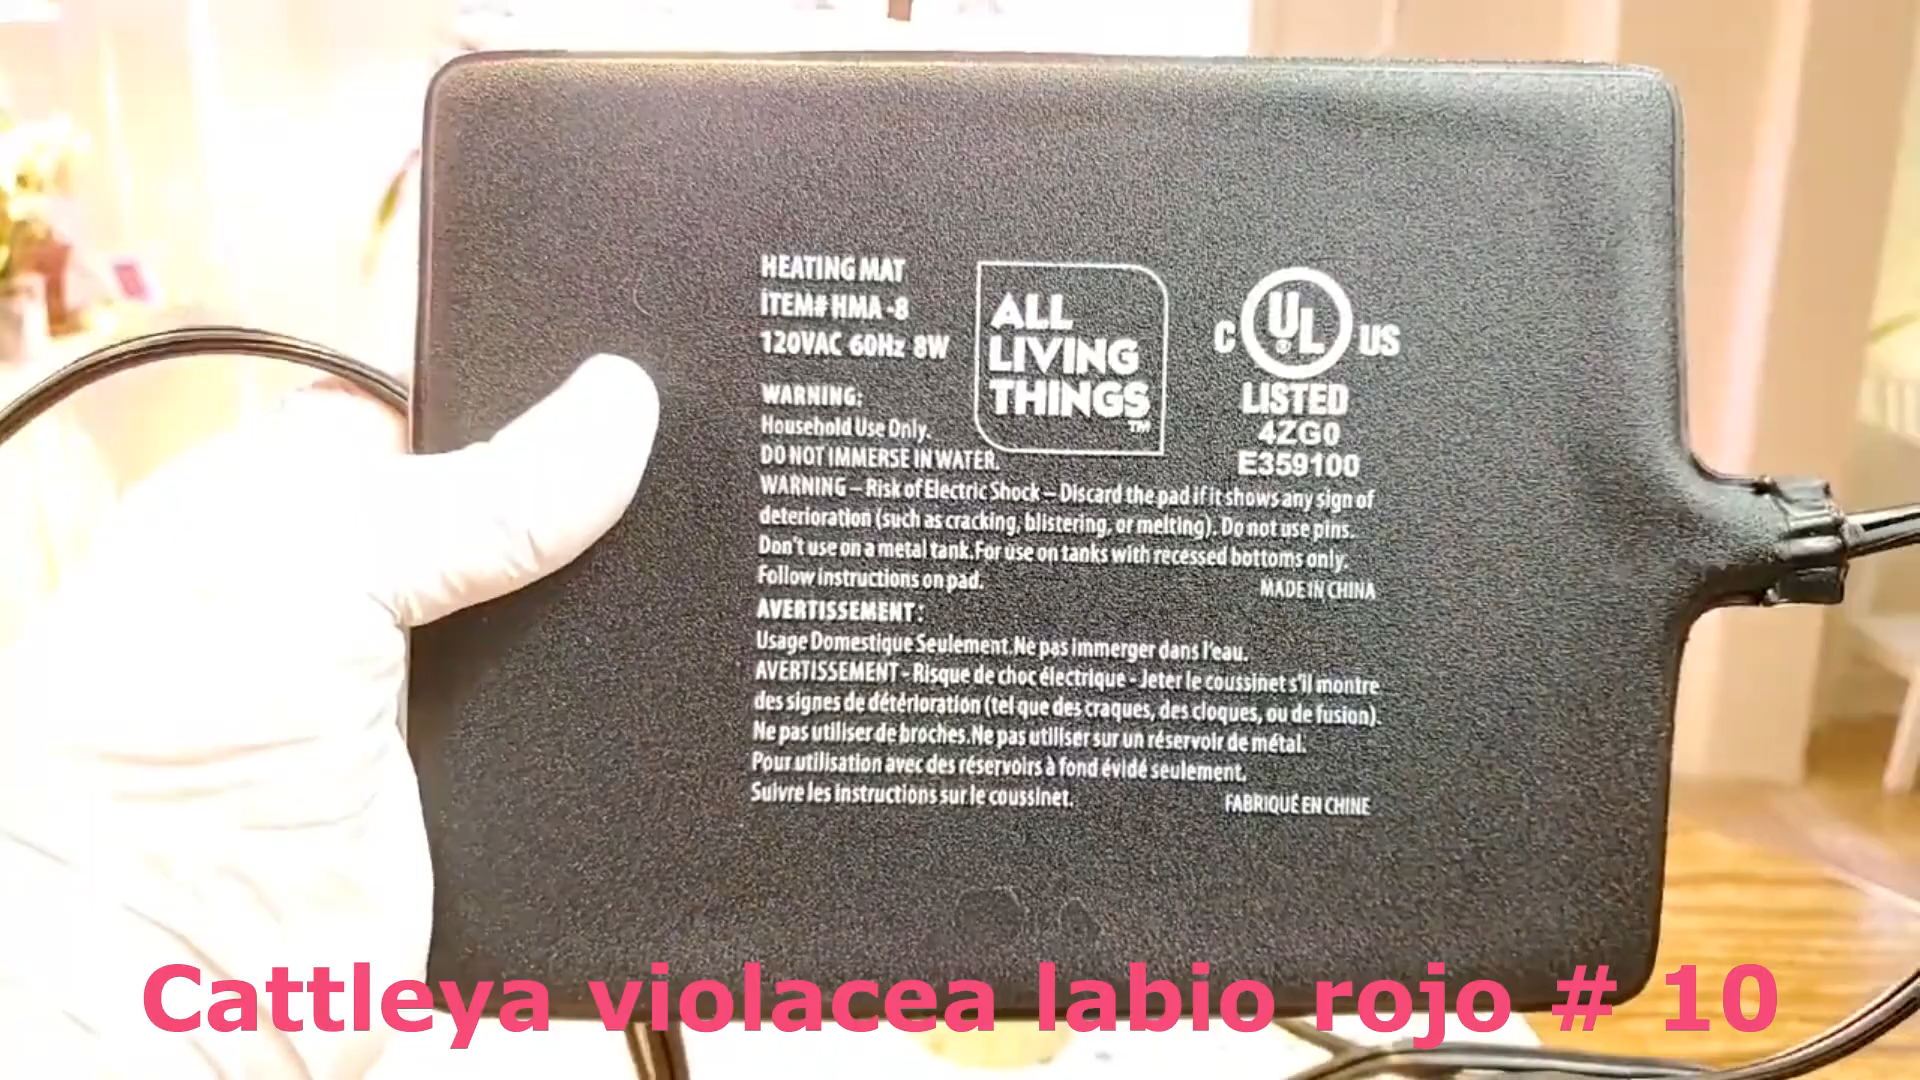 HEATING MAT
ITEM# HMA -8
120VAC 60Hz 8W
ALL
LIVING
THINGS
TM
C UL ® US
LISTED
4ZG0
E359100
WARNING:
Household Use Only.
DO NOT IMMERSE IN WATER.
WARNING – Risk of Electric Shock – Discard the pad if it shows any sign of
deterioration (such as cracking, blistering, or melting). Do not use pins.
Don't use on a metal tank. For use on tanks with recessed bottoms only.
Follow instructions on pad.
MADE IN CHINA
AVERTISSEMENT:
Usage Domestique Seulement. Ne pas immerger dans l'eau.
AVERTISSEMENT - Risque de choc électrique - Jeter le coussinet s'il montre
des signes de détérioration (tel que des craques, des cloques, ou de fusion).
Ne pas utiliser de broches. Ne pas utiliser sur un réservoir de métal.
Pour utilisation avec des réservoirs à fond évidé seulement.
Suivre les instructions sur le coussinet.
FABRIQUÉ EN CHINE
Cattleya violacea labio rojo # 10